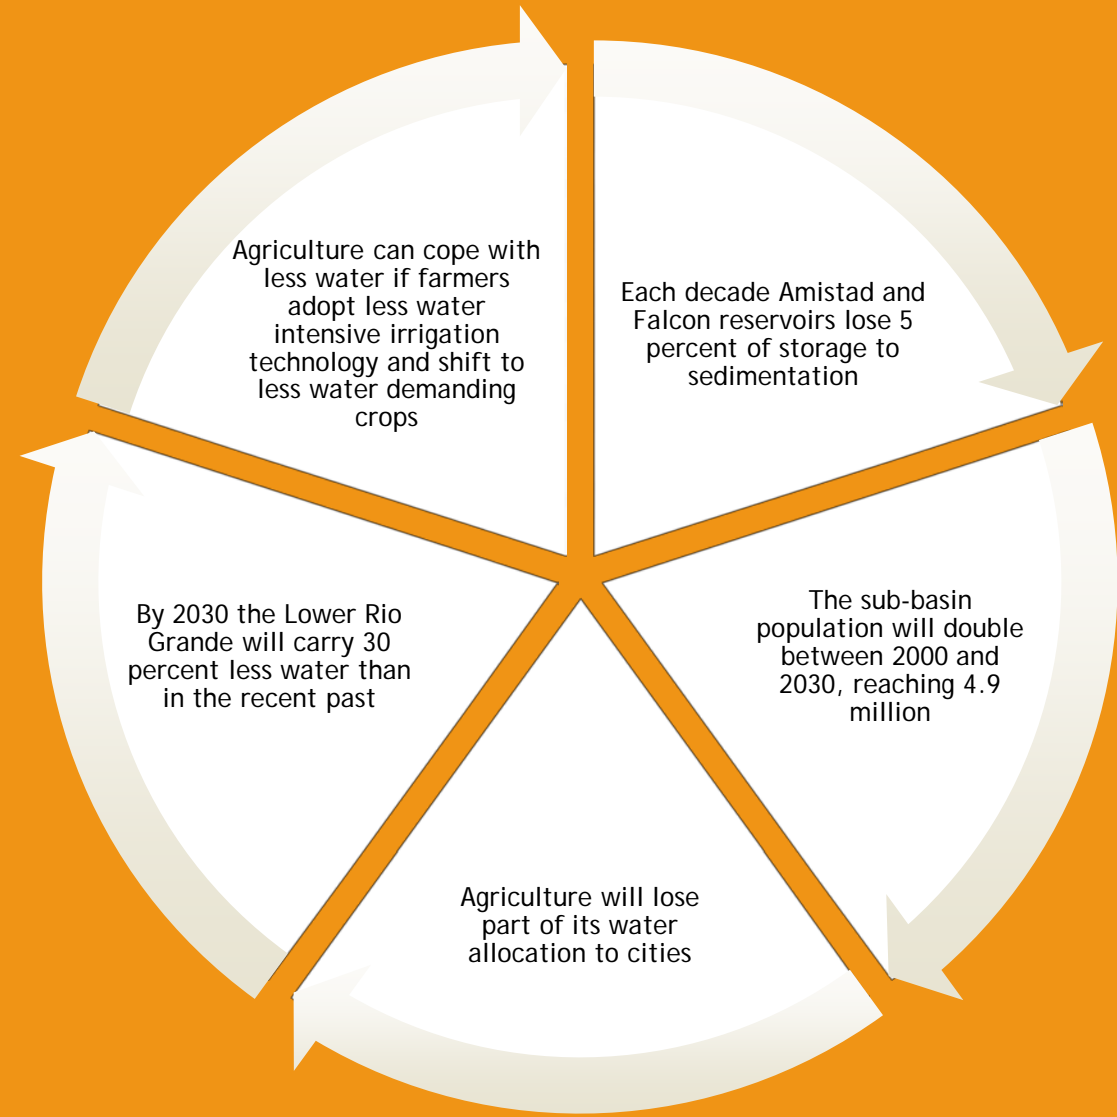 Each decade Amistad and
Falcon reservoirs lose 5
percent of storage to
sedimentation
The sub-basin
population will double
between 2000 and
2030, reaching 4.9
million
Agriculture will lose
part of its water
allocation to cities
By 2030 the Lower Rio
Grande will carry 30
percent less water than
in the recent past
Agriculture can cope with
less water if farmers
adopt less water
intensive irrigation
technology and shift to
less water demanding
crops